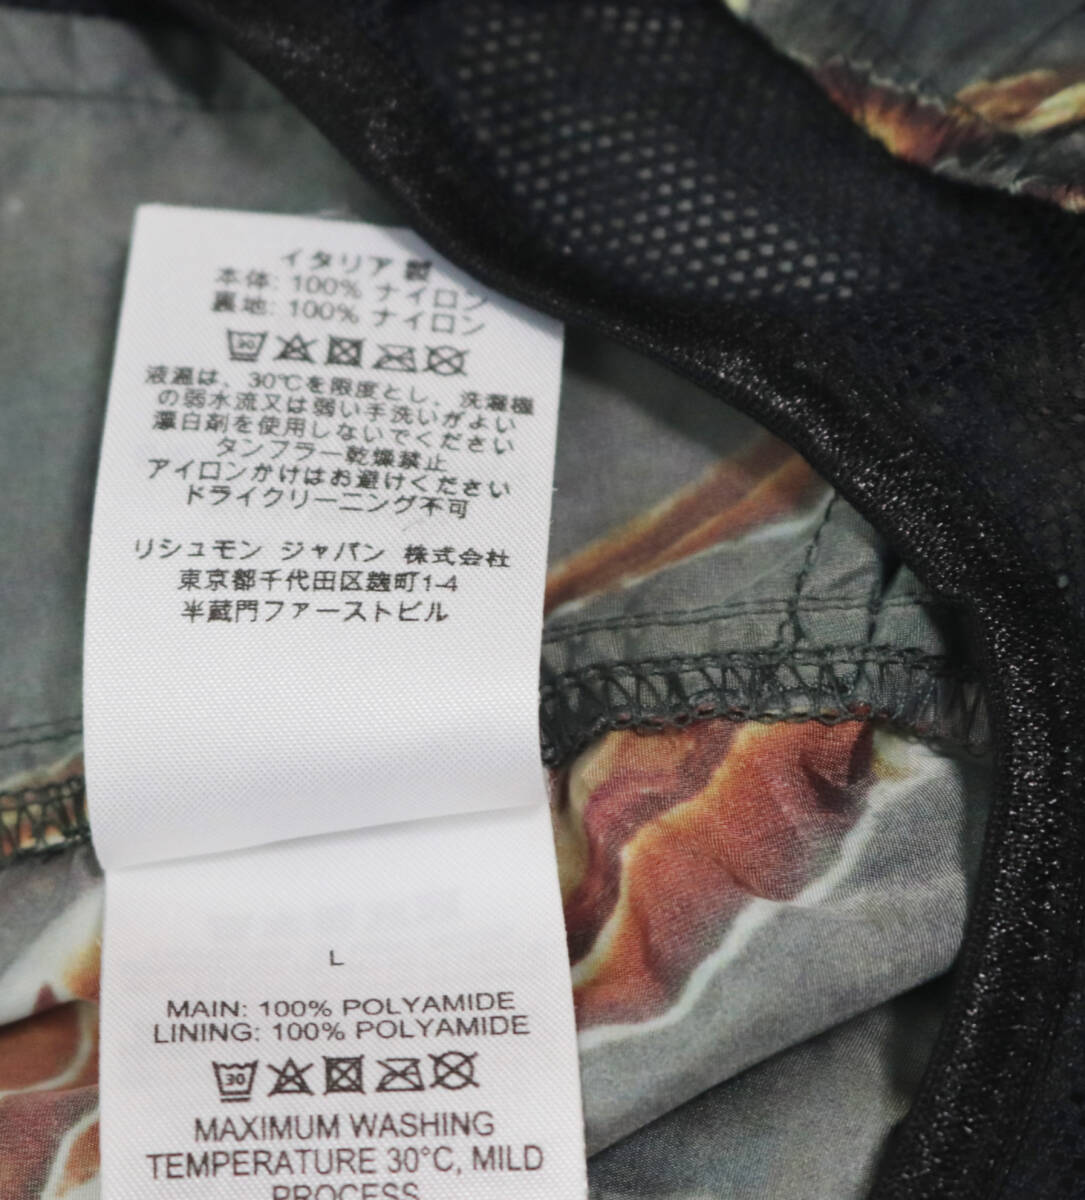 イタリア 製
本体: 100% ナイロン
裏地: 100% ナイロン
30
液温は、30℃を限度とし、洗濯機
の弱水流又は弱い手洗いがよい
漂白剤を使用しないでください
タンブラー乾燥禁止
アイロンかけはお避けください
ドライクリーニング不可
リシュモン ジャパン 株式会社
東京都千代田区麹町1-4
半蔵門ファーストビル
L
MAIN: 100% POLYAMIDE
LINING: 100% POLYAMIDE
30
MAXIMUM WASHING
TEMPERATURE 30°C, MILD
PROCESS